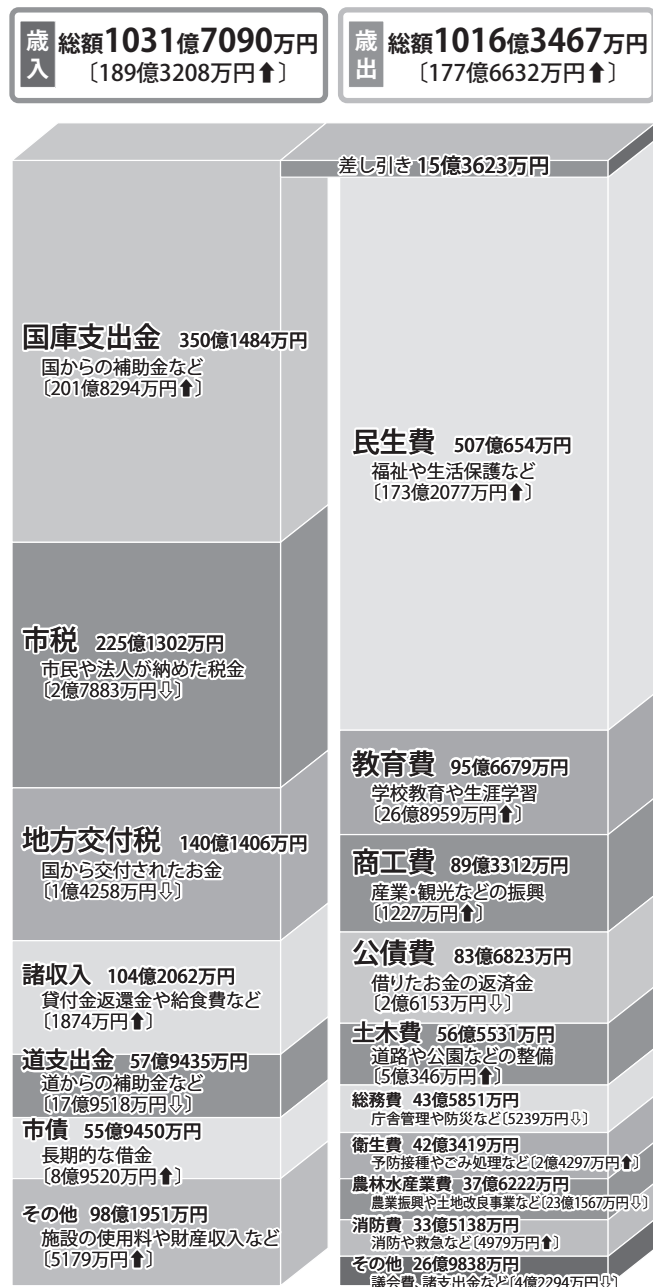 歳入 総額1031億7090万円
〔189億3208万円⬆〕
歳出 総額1016億3467万円
〔177億6632万円⬆〕
差し引き 15億3623万円
国庫支出金 350億1484万円
国からの補助金など
〔201億8294万円⬆〕
市税 225億1302万円
市民や法人が納めた税金
〔2億7883万円⇩〕
地方交付税 140億1406万円
国から交付されたお金
〔1億4258万円⇩〕
諸収入 104億2062万円
貸付金返還金や給食費など
〔1874万円⬆〕
道支出金 57億9435万円
道からの補助金など
〔17億9518万円⇩〕
市債 55億9450万円
長期的な借金
〔8億9520万円⬆〕
その他 98億1951万円
施設の使用料や財産収入など
〔5179万円⬆〕
民生費 507億654万円
福祉や生活保護など
〔173億2077万円⬆〕
教育費 95億6679万円
学校教育や生涯学習
〔26億8959万円⬆〕
商工費 89億3312万円
産業・観光などの振興
〔1227万円⬆〕
公債費 83億6823万円
借りたお金の返済金
〔2億6153万円⇩〕
土木費 56億5531万円
道路や公園などの整備
〔5億346万円⬆〕
総務費 43億5851万円
庁舎管理や防災など〔5239万円⇩〕
衛生費 42億3419万円
予防接種やごみ処理など〔2億4297万円⬆〕
農林水産業費 37億6222万円
農業振興や土地改良事業など〔23億1567万円⇩〕
消防費 33億5138万円
消防や救急など〔4979万円⬆〕
その他 26億9838万円
議会費、諸支出金など〔4億2294万円⇩〕